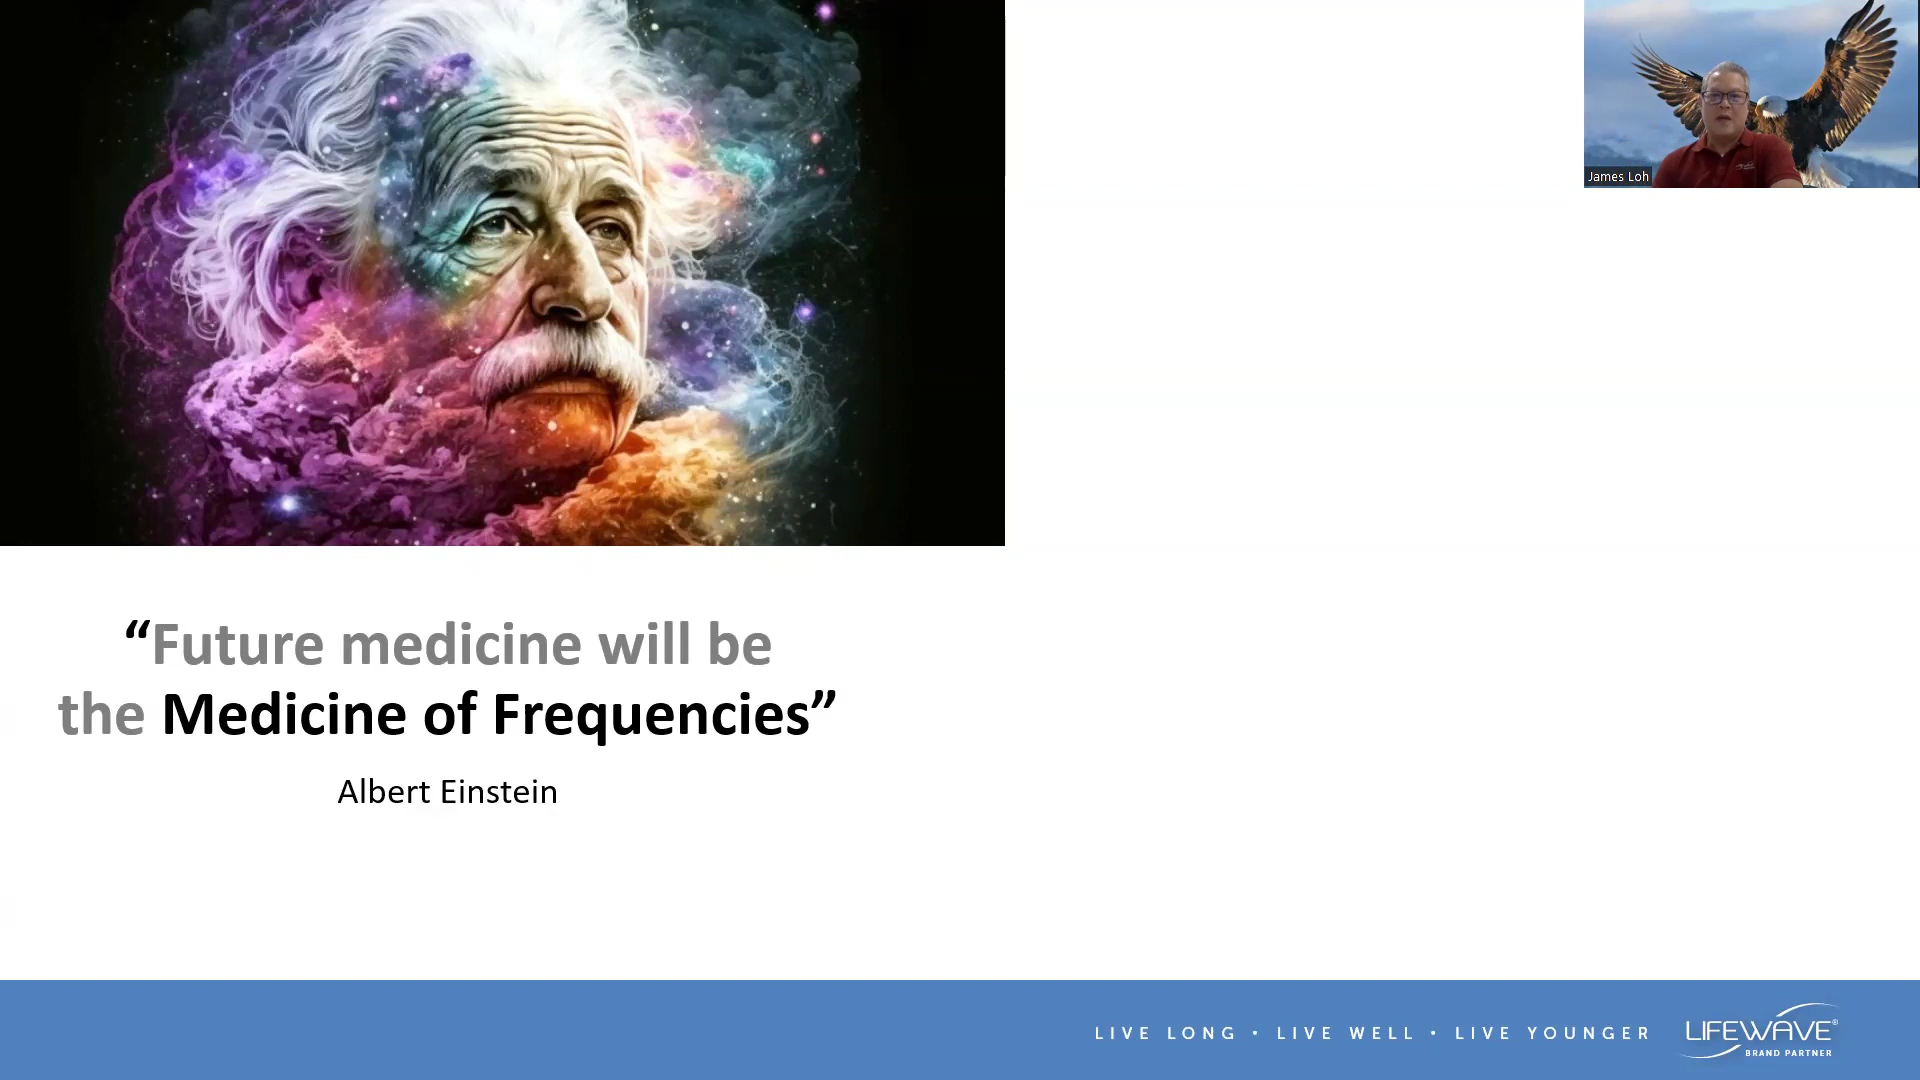 James Loh
“Future medicine will be
the Medicine of Frequencies”
Albert Einstein
LIVE LONG • LIVE WELL • LIVE YOUNGER
LIFEWAVE®
BRAND PARTNER